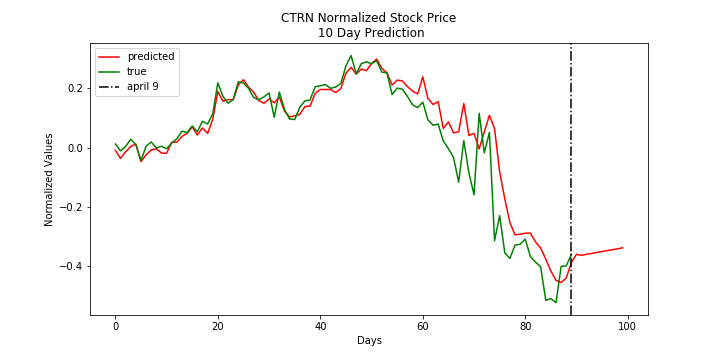 CTRN Normalized Stock Price
10 Day Prediction
predicted
true
april 9
Normalized Values
0.2
0.0
−0.2
−0.4
0
20
40
60
80
100
Days